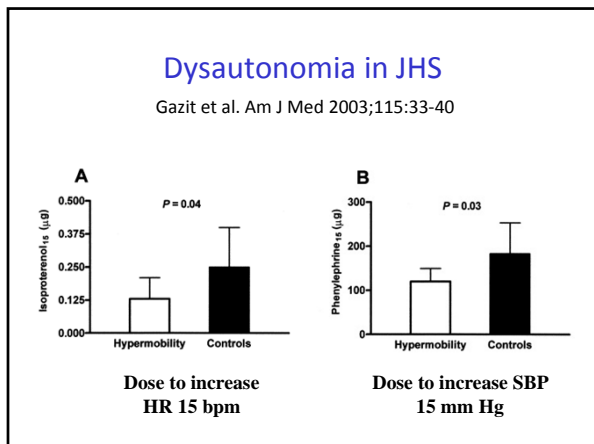 Dysautonomia in JHS
Gazit et al. Am J Med 2003;115:33-40
A
P = 0.04
Isoproterenol₁₅ (μg)
0.500
0.375
0.250
0.125
0.000
Hypermobility Controls
Dose to increase
HR 15 bpm
B
P = 0.03
Phenylephrine₁₅ (μg)
300
200
100
0
Hypermobility Controls
Dose to increase SBP
15 mm Hg